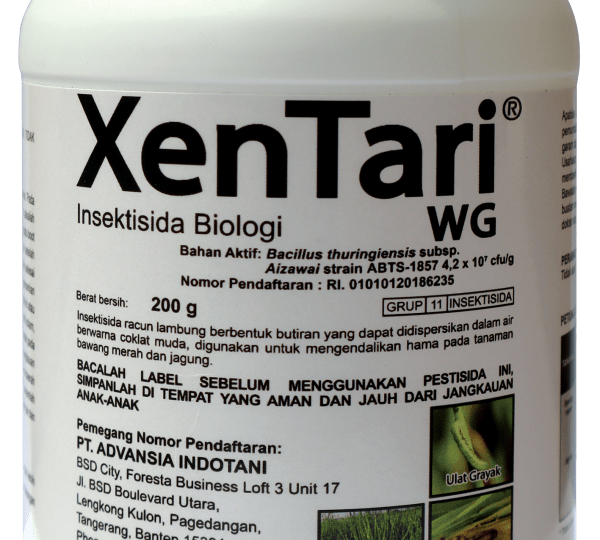 XenTari®
WG
Insektisida Biologi
Bahan Aktif: Bacillus thuringiensis subsp.
Aizawai strain ABTS-1857 4,2 x 10⁷ cfu/g
Nomor Pendaftaran : RI. 01010120186235
Berat bersih: 200 g
GRUP 11 INSEKTISIDA
Insektisida racun lambung berbentuk butiran yang dapat didispersikan dalam air
berwarna coklat muda, digunakan untuk mengendalikan hama pada tanaman
bawang merah dan jagung.
BACALAH LABEL SEBELUM MENGGUNAKAN PESTISIDA INI,
SIMPANLAH DI TEMPAT YANG AMAN DAN JAUH DARI JANGKAUAN
ANAK-ANAK
Pemegang Nomor Pendaftaran:
PT. ADVANSIA INDOTANI
BSD City, Foresta Business Loft 3 Unit 17
Jl. BSD Boulevard Utara,
Lengkong Kulon, Pagedangan,
Tangerang, Banten
Ulat Grayak